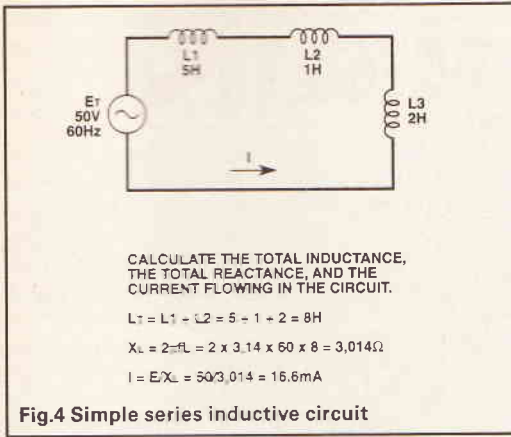 L1
5H
L2
1H
L3
2H
ET
50V
60Hz
I
CALCULATE THE TOTAL INDUCTANCE,
THE TOTAL REACTANCE, AND THE
CURRENT FLOWING IN THE CIRCUIT.
LT = L1 + L2 = 5 + 1 + 2 = 8H
XL = 2πfL = 2 x 3.14 x 60 x 8 = 3,014Ω
I = E/XL = 50/3,014 = 16.6mA
Fig.4 Simple series inductive circuit